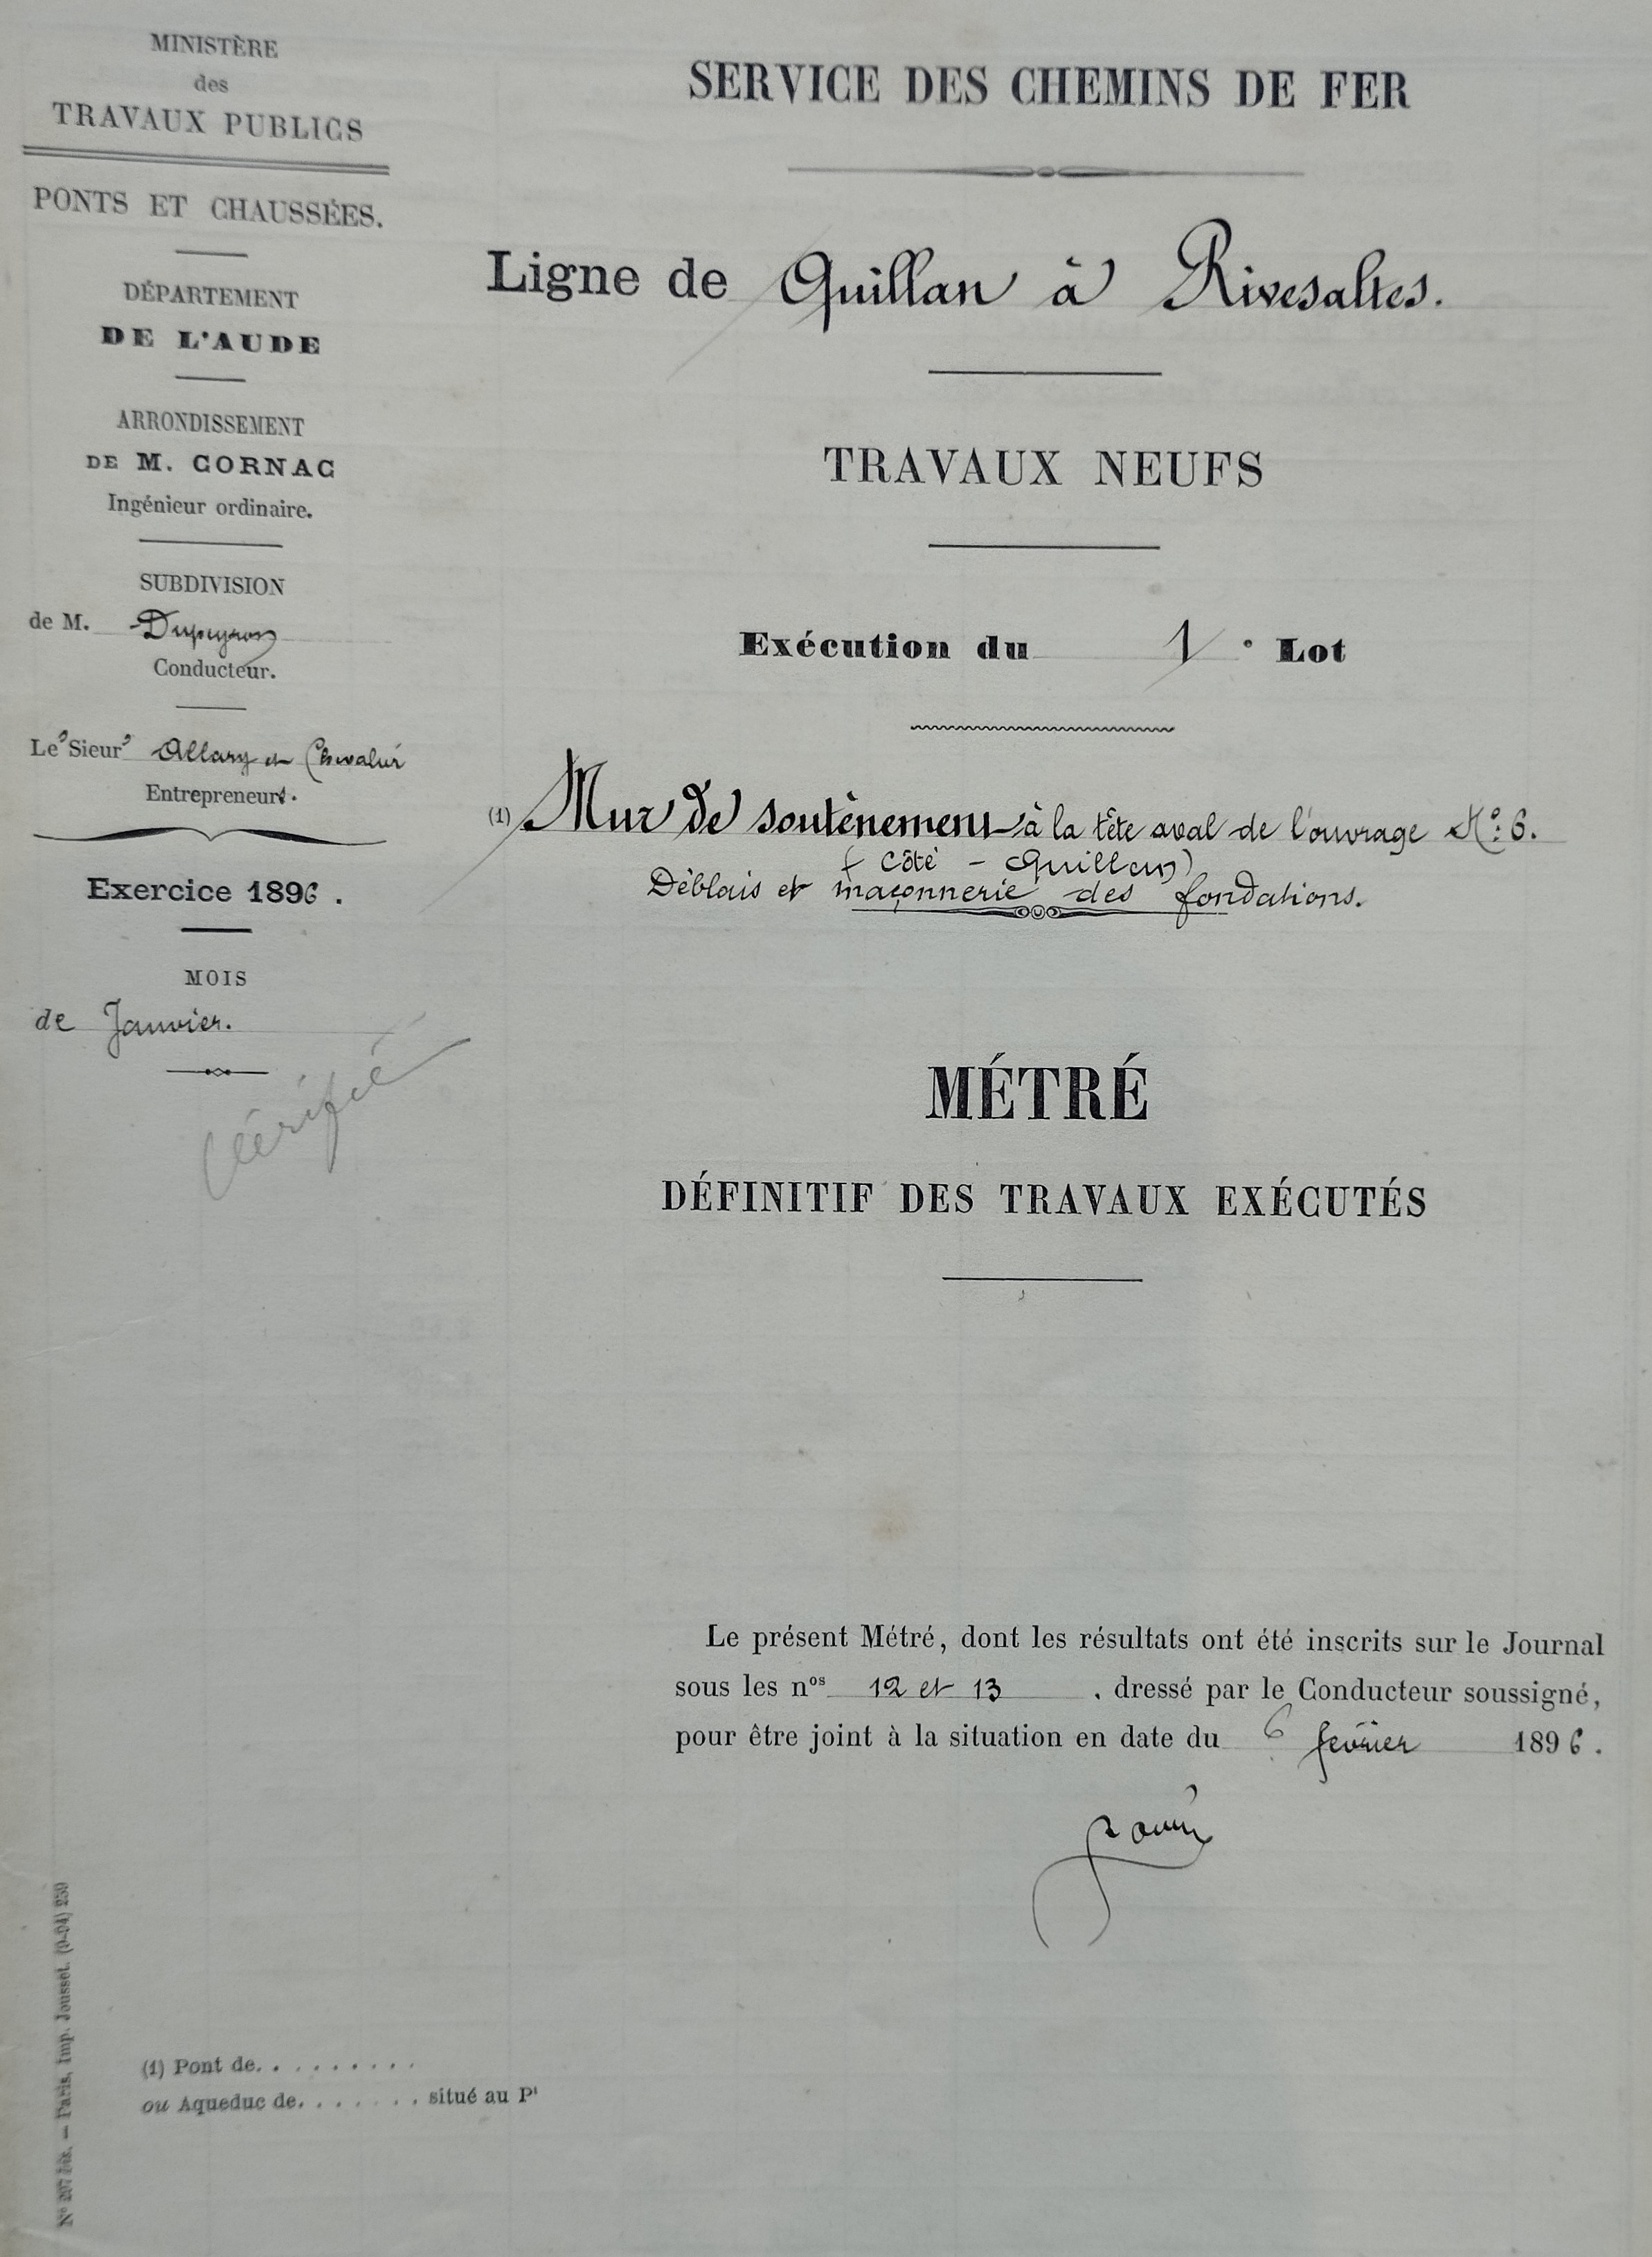 MINISTÈRE
des
TRAVAUX PUBLICS
PONTS ET CHAUSSÉES.
DÉPARTEMENT
DE L'AUDE
ARRONDISSEMENT
DE M. CORNAC
Ingénieur ordinaire.
SUBDIVISION
de M. Dupeyron
Conducteur.
Les Sieurs Allary et Chevalier
Entrepreneurs.
Exercice 1896.
MOIS
de Janvier.
Vérifié
SERVICE DES CHEMINS DE FER
Ligne de Quillan à Rivesaltes.
TRAVAUX NEUFS
Exécution du 1e Lot
(1) Mur de soutènement à la tête aval de l'ouvrage No: 6.
(Côté - Quillan)
Déblais et maçonnerie des fondations.
MÉTRÉ
DÉFINITIF DES TRAVAUX EXÉCUTÉS
Le présent Métré, dont les résultats ont été inscrits sur le Journal
sous les nos 12 et 13 , dressé par le Conducteur soussigné,
pour être joint à la situation en date du 6 février 1896.
(1) Pont de. . . . . . . . .
ou Aqueduc de. . . . . . . situé au Pt
No 207 bis. — Paris, Imp. Jousset. (9-94) 250